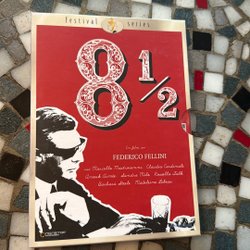 festival series
8 1/2
Un film de
FEDERICO FELLINI
con Marcello Mastroianni Claudia Cardinale
Anouk Aimée Sandra Milo Rossella Falk
Barbara Steele Madeleine Lebeau